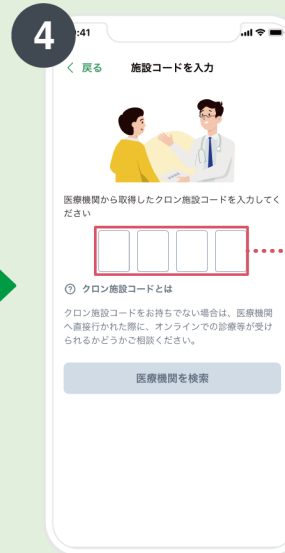 4
9:41
く 戻る 施設コードを入力
医療機関から取得したクロン施設コードを入力してく
ださい
? クロン施設コードとは
クロン施設コードをお持ちでない場合は、医療機関
へ直接行かれた際に、オンラインでの診療等が受け
られるかどうかご相談ください。
医療機関を検索